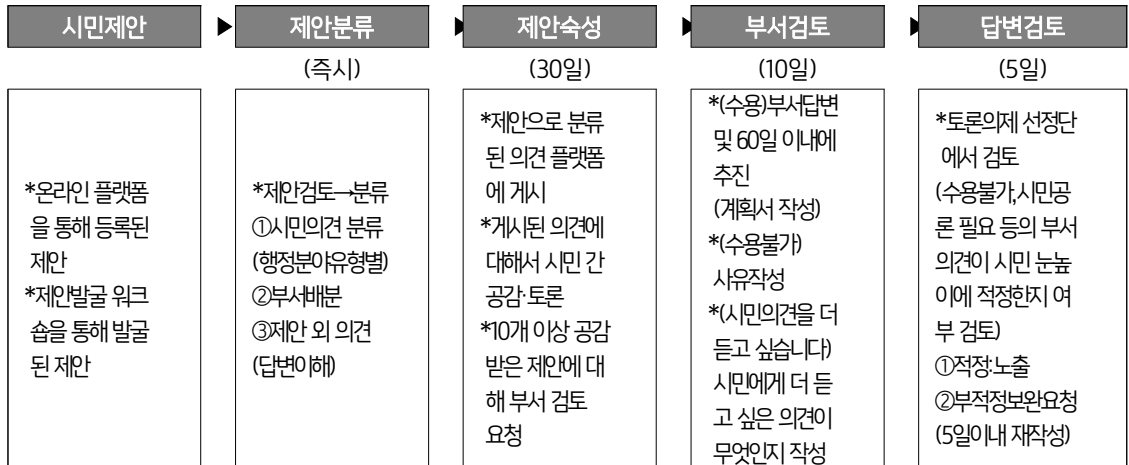 시민제안
▶
제안분류
▶
제안숙성
▶
부서검토
▶
답변검토
(즉시)
(30일)
(10일)
(5일)
*온라인 플랫폼
을 통해 등록된
제안
*제안발굴 워크
숍을 통해 발굴
된 제안
*제안검토→분류
①시민의견 분류
(행정분야유형별)
②부서배분
③제안 외 의견
(답변이해)
*제안으로 분류
된 의견 플랫폼
에 게시
*게시된 의견에
대해서 시민 간
공감·토론
*10개 이상 공감
받은 제안에 대
해 부서 검토
요청
*(수용)부서답변
및 60일 이내에
추진
(계획서 작성)
*(수용불가)
사유작성
*(시민의견을 더
듣고 싶습니다)
시민에게 더 듣
고 싶은 의견이
무엇인지 작성
*토론의제 선정단
에서 검토
(수용불가,시민공
론 필요 등의 부서
의견이 시민 눈높
이에 적정한지 여
부 검토)
①적정:노출
②부적정보완요청
(5일이내 재작성)